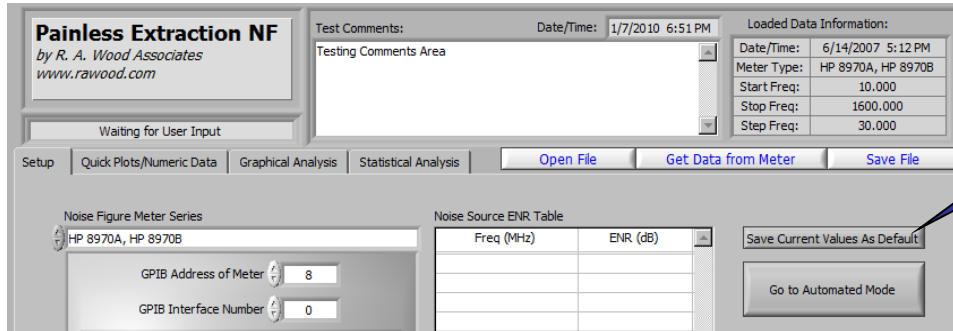 Painless Extraction NF
by R. A. Wood Associates
www.rawood.com
Waiting for User Input
Test Comments:
Date/Time: 1/7/2010 6:51 PM
Testing Comments Area
Loaded Data Information:
Date/Time: 6/14/2007 5:12 PM
Meter Type: HP 8970A, HP 8970B
Start Freq: 10.000
Stop Freq: 1600.000
Step Freq: 30.000
Setup Quick Plots/Numeric Data Graphical Analysis Statistical Analysis Open File Get Data from Meter Save File
Noise Figure Meter Series
HP 8970A, HP 8970B
GPIB Address of Meter 8
GPIB Interface Number 0
Noise Source ENR Table
Freq (MHz) ENR (dB)
Save Current Values As Default
Go to Automated Mode